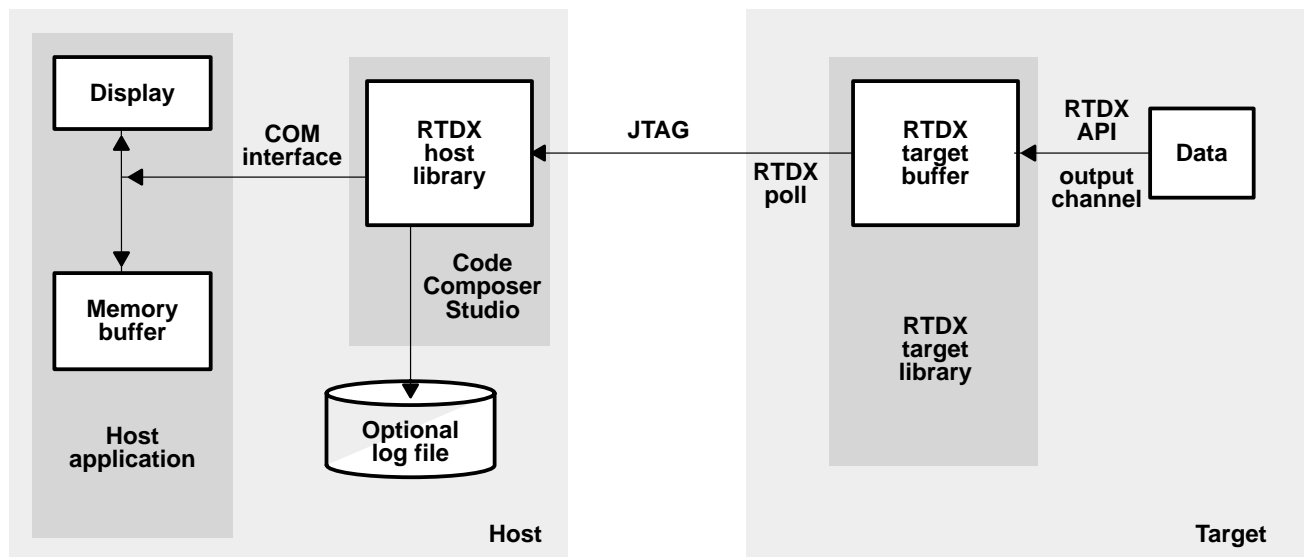 Display
COM
interface
RTDX
host
library
JTAG
RTDX
poll
RTDX
target
buffer
RTDX
API
output
channel
Data
Memory
buffer
Code
Composer
Studio
RTDX
target
library
Optional
log file
Host
application
Host
Target